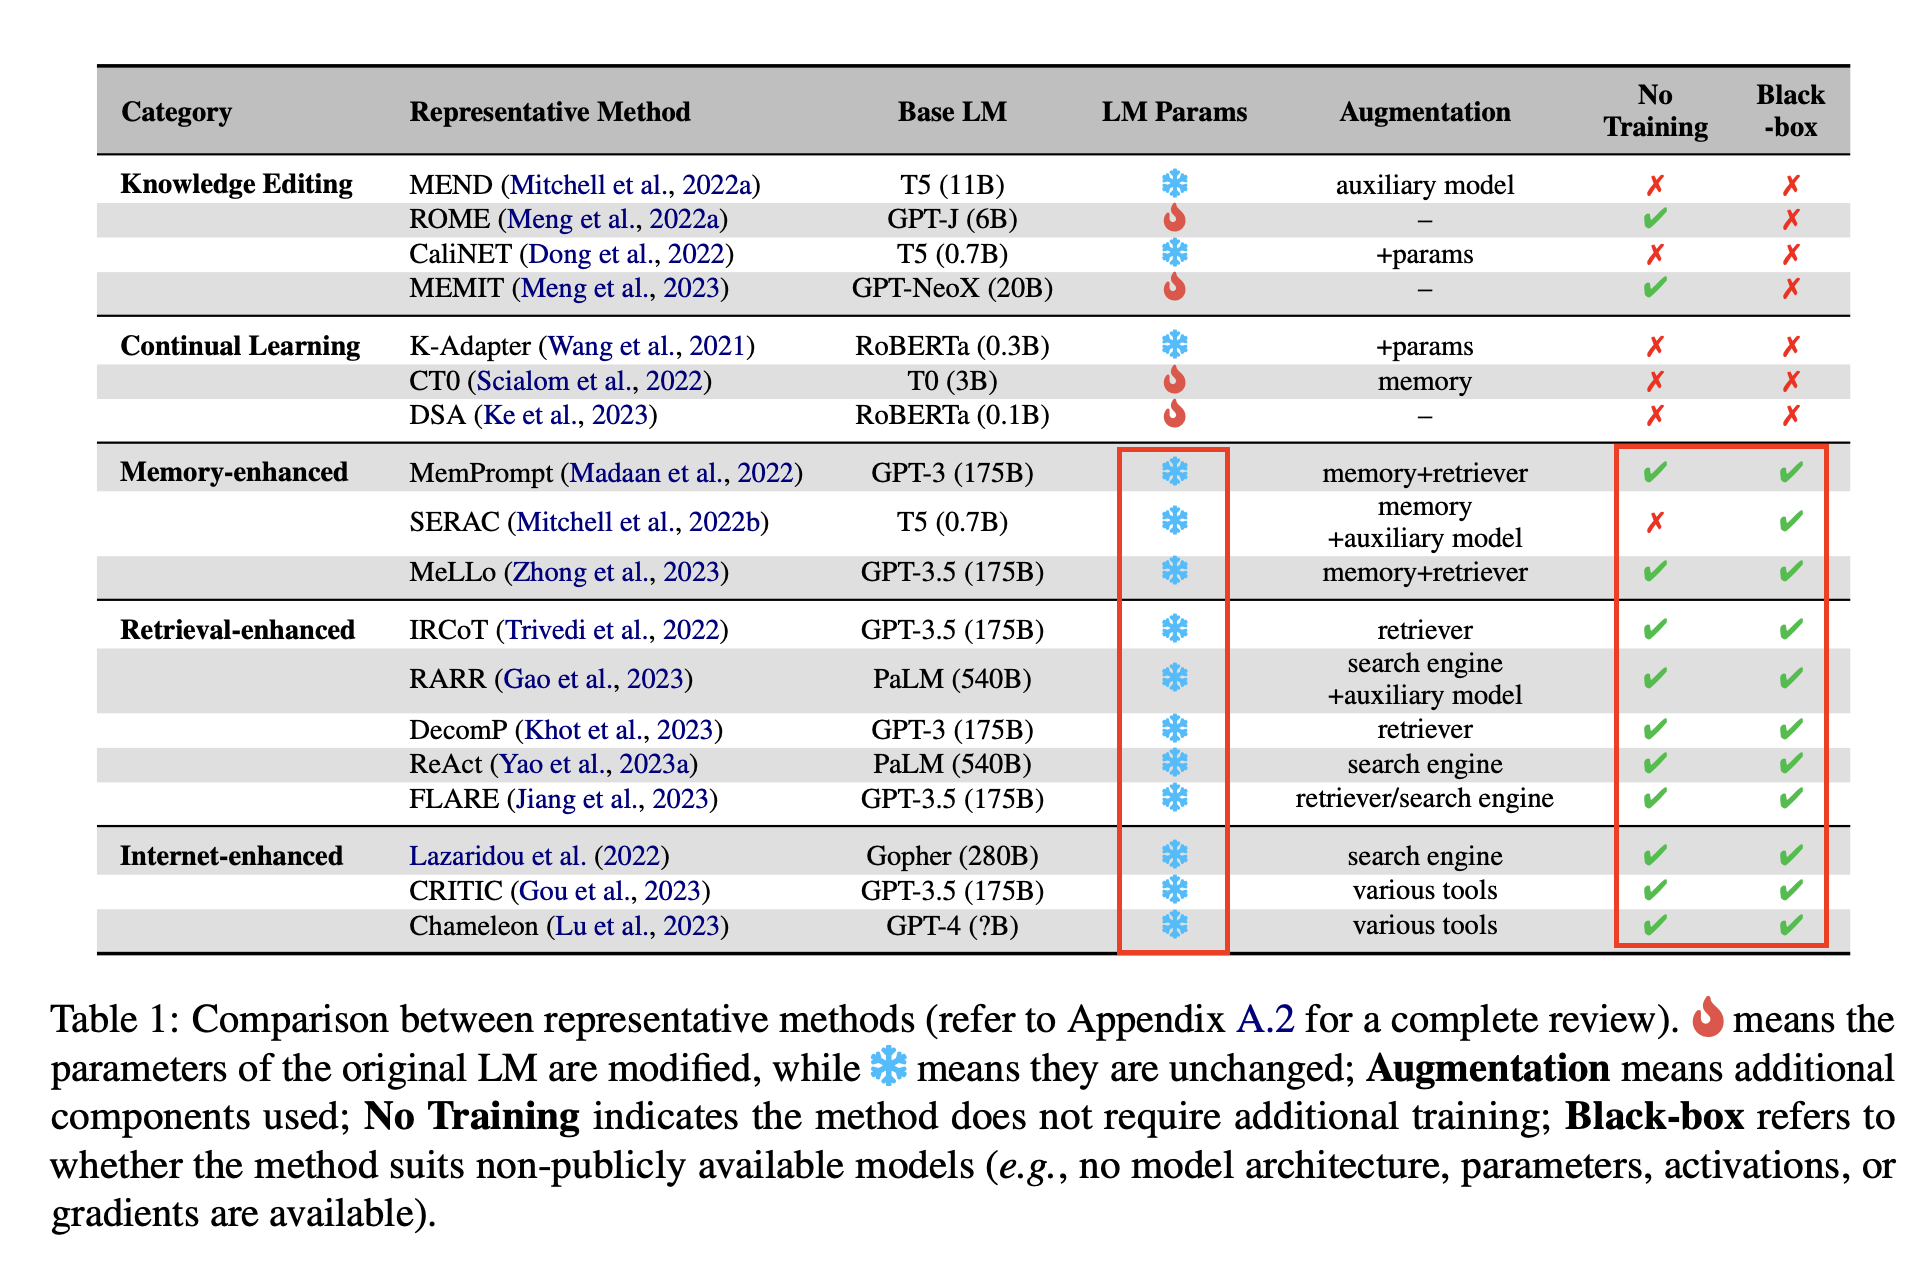 Category Representative Method Base LM LM Params Augmentation No Training Black -box
Knowledge Editing MEND (Mitchell et al., 2022a) T5 (11B) auxiliary model ✗ ✗
ROME (Meng et al., 2022a) GPT-J (6B) – ✔ ✗
CaliNET (Dong et al., 2022) T5 (0.7B) +params ✗ ✗
MEMIT (Meng et al., 2023) GPT-NeoX (20B) – ✔ ✗
Continual Learning K-Adapter (Wang et al., 2021) RoBERTa (0.3B) +params ✗ ✗
CT0 (Scialom et al., 2022) T0 (3B) memory ✗ ✗
DSA (Ke et al., 2023) RoBERTa (0.1B) – ✗ ✗
Memory-enhanced MemPrompt (Madaan et al., 2022) GPT-3 (175B) memory+retriever ✔ ✔
SERAC (Mitchell et al., 2022b) T5 (0.7B) memory +auxiliary model ✗ ✔
MeLLo (Zhong et al., 2023) GPT-3.5 (175B) memory+retriever ✔ ✔
Retrieval-enhanced IRCoT (Trivedi et al., 2022) GPT-3.5 (175B) retriever ✔ ✔
RARR (Gao et al., 2023) PaLM (540B) search engine +auxiliary model ✔ ✔
DecomP (Khot et al., 2023) GPT-3 (175B) retriever ✔ ✔
ReAct (Yao et al., 2023a) PaLM (540B) search engine ✔ ✔
FLARE (Jiang et al., 2023) GPT-3.5 (175B) retriever/search engine ✔ ✔
Internet-enhanced Lazaridou et al. (2022) Gopher (280B) search engine ✔ ✔
CRITIC (Gou et al., 2023) GPT-3.5 (175B) various tools ✔ ✔
Chameleon (Lu et al., 2023) GPT-4 (?B) various tools ✔ ✔
Table 1: Comparison between representative methods (refer to Appendix A.2 for a complete review). means the
parameters of the original LM are modified, while means they are unchanged; Augmentation means additional
components used; No Training indicates the method does not require additional training; Black-box refers to
whether the method suits non-publicly available models (e.g., no model architecture, parameters, activations, or
gradients are available).